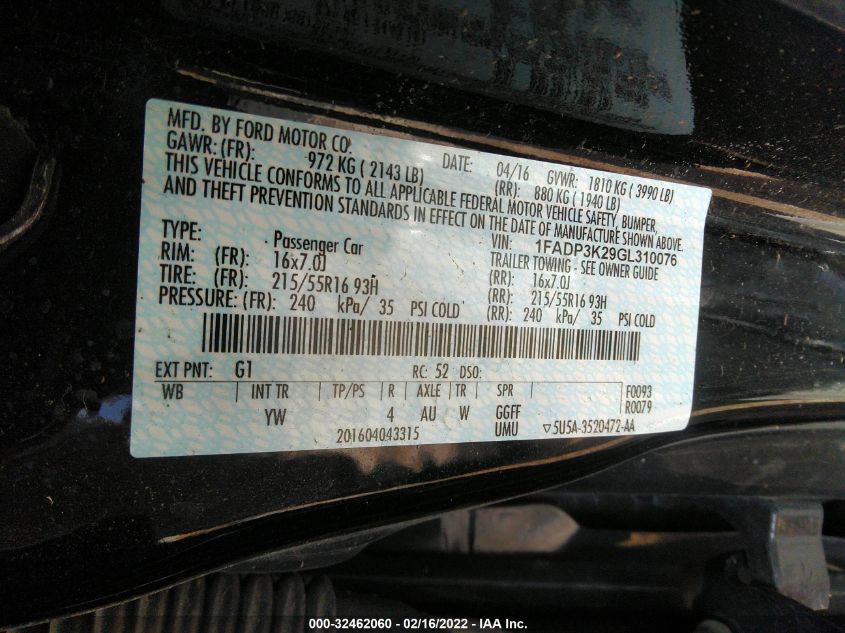 MFD. BY FORD MOTOR CO.
DATE: 04/16 GVWR: 1810 KG ( 3990 LB)
GAWR: (FR): 972 KG ( 2143 LB) (RR): 880 KG ( 1940 LB)
THIS VEHICLE CONFORMS TO ALL APPLICABLE FEDERAL MOTOR VEHICLE SAFETY, BUMPER,
AND THEFT PREVENTION STANDARDS IN EFFECT ON THE DATE OF MANUFACTURE SHOWN ABOVE.
VIN: 1FADP3K29GL310076
TYPE: Passenger Car TRAILER TOWING - SEE OWNER GUIDE
RIM: (FR): 16x7.0J (RR): 16x7.0J
TIRE: (FR): 215/55R16 93H (RR): 215/55R16 93H
PRESSURE: (FR): 240 kPa/ 35 PSI COLD (RR): 240 kPa/ 35 PSI COLD
EXT PNT: G1 RC: 52 DSO:
WB INT TR TP/PS R AXLE TR SPR F0093
YW 4 AU W GGFF R0079
201604043315 UMU ▽5U5A-3520472-AA
000-32462060 - 02/16/2022 - IAA Inc.